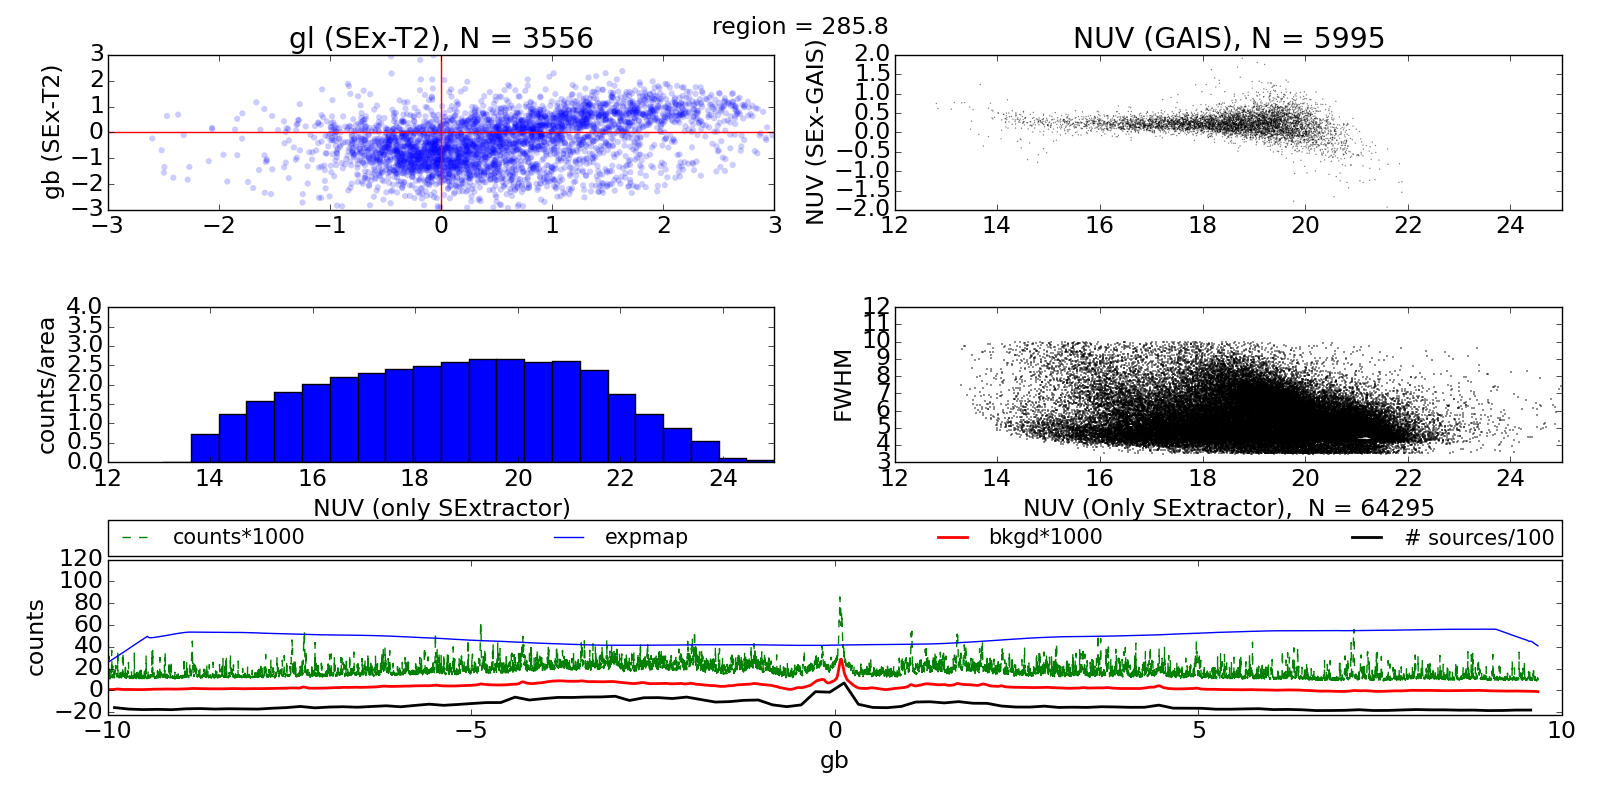 region = 285.8
gl (SEx-T2), N = 3556
NUV (GAIS), N = 5995
gb (SEx-T2)
3
2
1
0
−1
−2
−3
−3 −2 −1 0 1 2 3
NUV (SEx-GAIS)
2.0
1.5
1.0
0.5
0.0
−0.5
−1.0
−1.5
−2.0
12 14 16 18 20 22 24
counts/area
4.0
3.5
3.0
2.5
2.0
1.5
1.0
0.5
0.0
12 14 16 18 20 22 24
NUV (only SExtractor)
FWHM
12
11
10
9
8
7
6
5
4
3
12 14 16 18 20 22 24
NUV (Only SExtractor), N = 64295
counts*1000 expmap bkgd*1000 # sources/100
counts
120
100
80
60
40
20
0
−20
−10 −5 0 5 10
gb